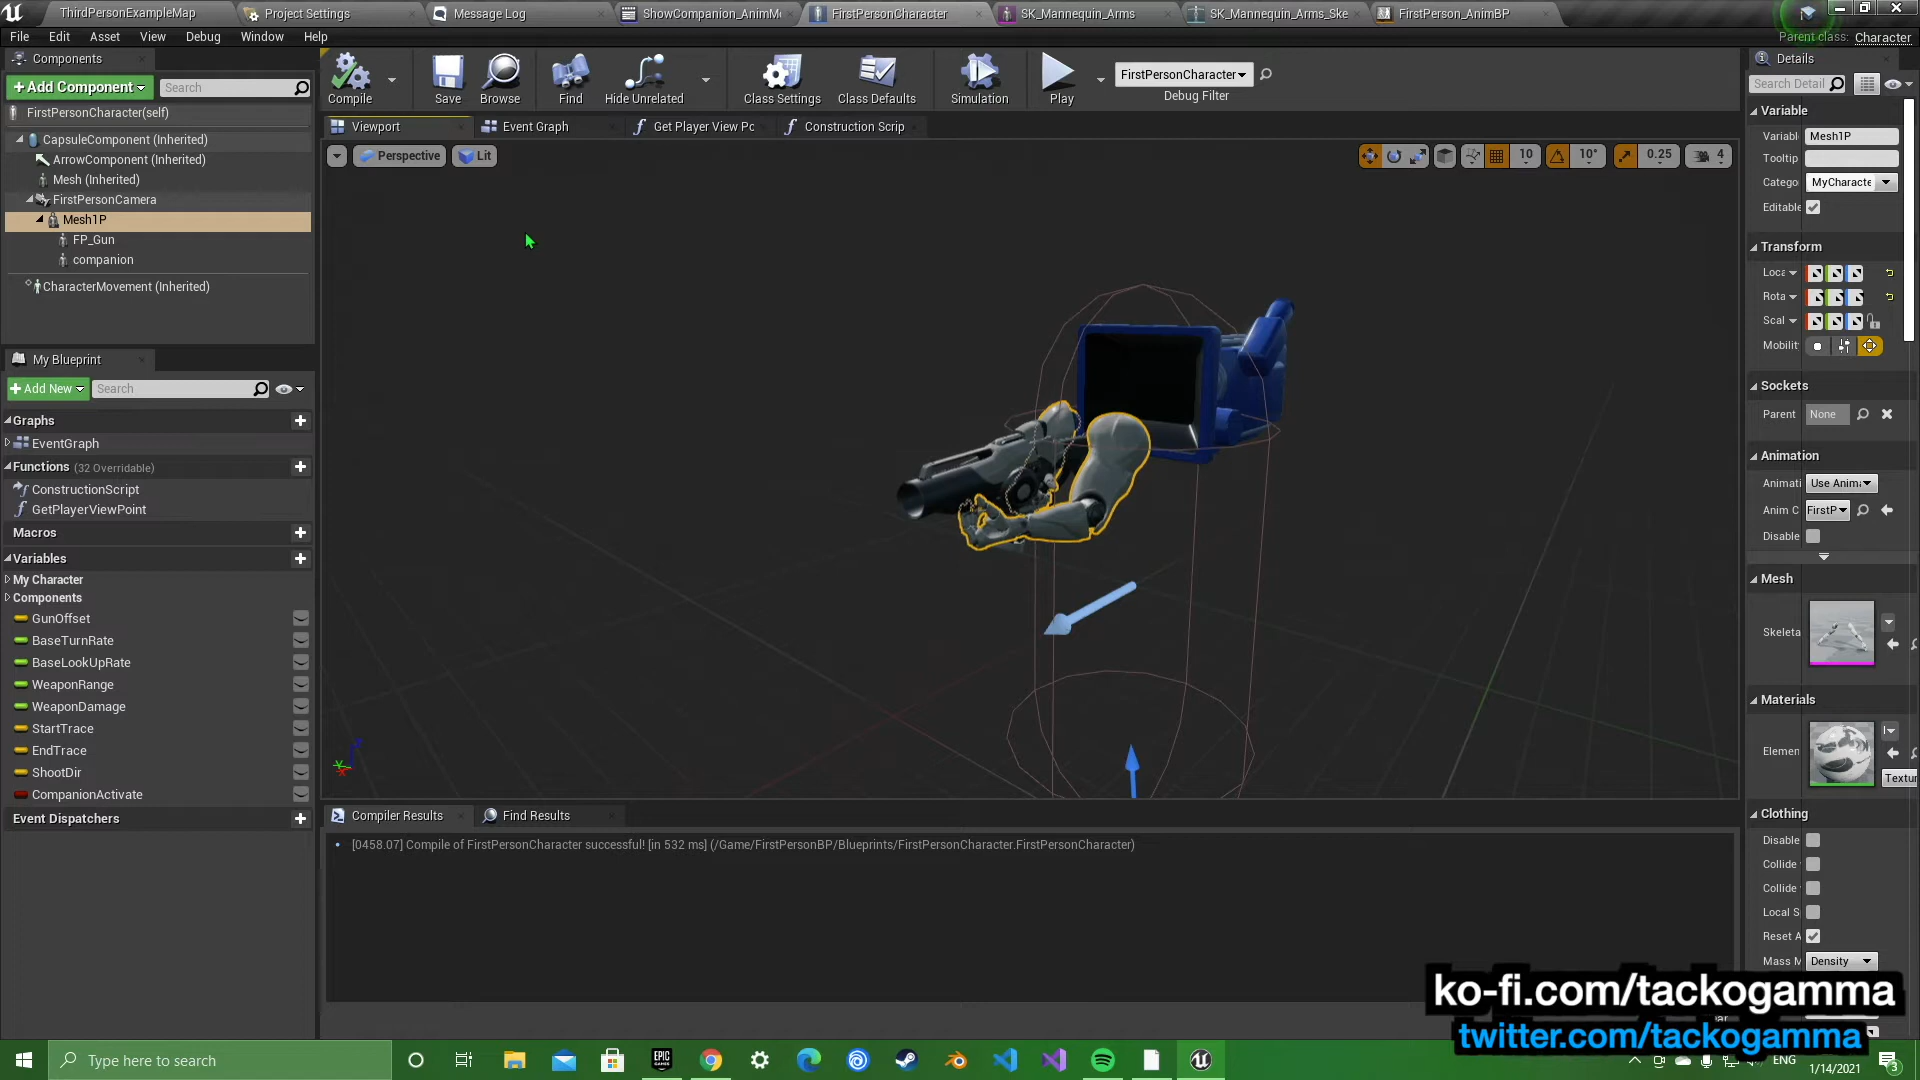 ThirdPersonExampleMap
Project Settings
Message Log
ShowCompanion_AnimM
FirstPersonCharacter
SK_Mannequin_Arms
SK_Mannequin_Arms_Ske
FirstPerson_AnimBP
File Edit Asset View Debug Window Help
Parent class: Character
Components
+Add Component
Search
FirstPersonCharacter(self)
CapsuleComponent (Inherited)
ArrowComponent (Inherited)
Mesh (Inherited)
FirstPersonCamera
Mesh1P
FP_Gun
companion
CharacterMovement (Inherited)
My Blueprint
+Add New
Search
Graphs
EventGraph
Functions (32 Overridable)
ConstructionScript
GetPlayerViewPoint
Macros
Variables
My Character
Components
GunOffset
BaseTurnRate
BaseLookUpRate
WeaponRange
WeaponDamage
StartTrace
EndTrace
ShootDir
CompanionActivate
Event Dispatchers
Compile
Save
Browse
Find
Hide Unrelated
Class Settings
Class Defaults
Simulation
Play
FirstPersonCharacter
Debug Filter
Viewport
Event Graph
Get Player View Pc
Construction Scrip
Perspective
Lit
10
10°
0.25
4
Compiler Results
Find Results
[0458.07] Compile of FirstPersonCharacter successful! [in 532 ms] (/Game/FirstPersonBP/Blueprints/FirstPersonCharacter.FirstPersonCharacter)
Details
Search Detail
Variable
Variabl Mesh1P
Tooltip
Catego MyCharacte
Editable
Transform
Loca
Rota
Scal
Mobilit
Sockets
Parent None
Animation
Animati Use Anima
Anim C FirstP
Disable
Mesh
Skeleta
Materials
Elemen
Textur
Clothing
Disable
Collide
Collide
Local S
Reset A
Mass M Density
ko-fi.com/tackogamma
twitter.com/tackogamma
Type here to search
EPIC GAMES
ENG
1/14/2021
3